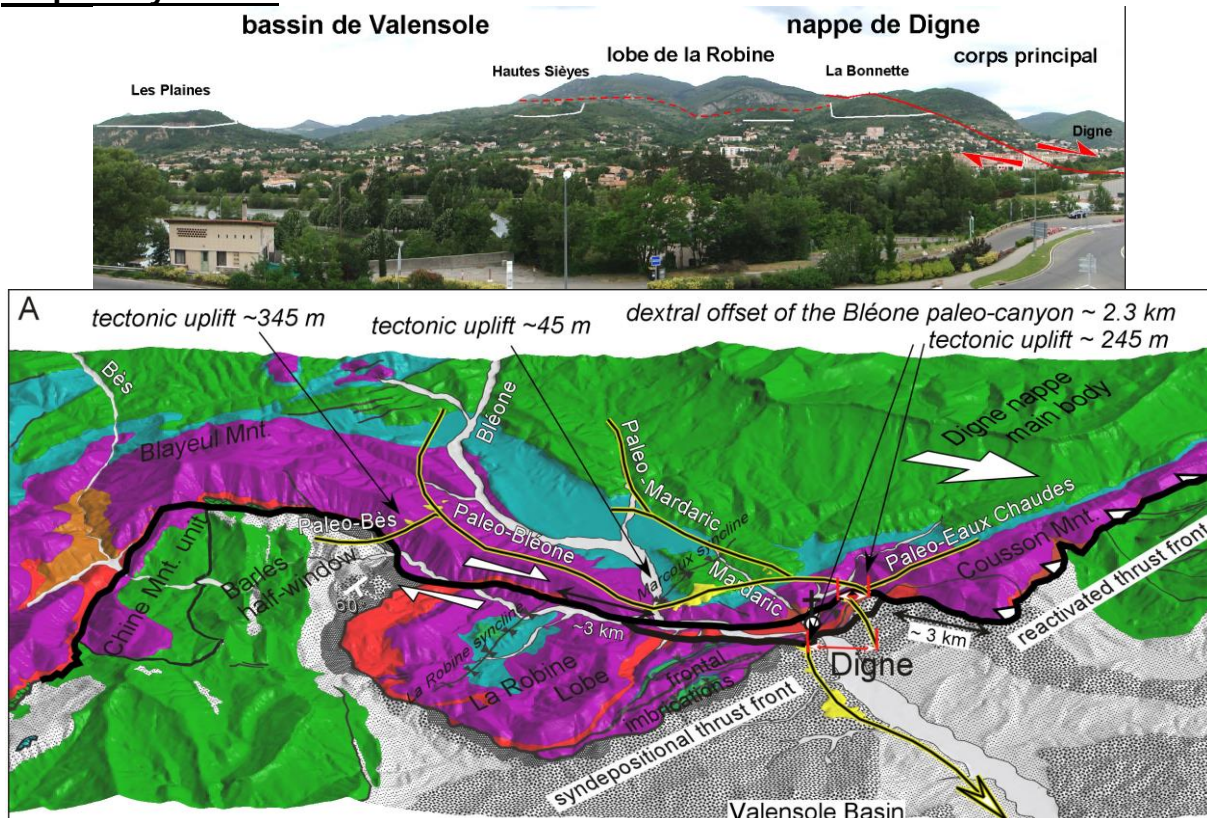 bassin de Valensole
nappe de Digne
lobe de la Robine
corps principal
Hautes Sièyes
La Bonnette
Les Plaines
Digne
A
tectonic uplift ~345 m
tectonic uplift ~45 m
dextral offset of the Bléone paleo-canyon ~ 2.3 km
tectonic uplift ~ 245 m
Bès
Bléone
Blayeul Mnt.
Paleo-Mardaric
Digne nappe
main body
Paleo-Bès
Paleo-Bléone
Paleo-Eaux Chaudes
Cousson Mnt.
Chine Mnt. unit
Barles
half-window
Marcoux syncline
Mardaric
60
~3 km
~ 3 km
reactivated thrust front
La Robine syncline
La Robine
Lobe
frontal
imbrications
Digne
syndepositional thrust front
Valensole Basin